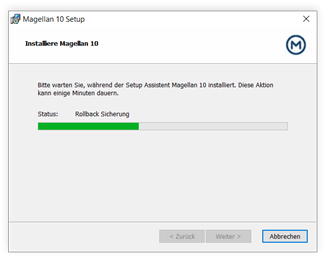 Magellan 10 Setup
Installiere Magellan 10
M
Bitte warten Sie, während der Setup Assistent Magellan 10 installiert. Diese Aktion
kann einige Minuten dauern.
Status: Rollback Sicherung
< Zurück Weiter > Abbrechen